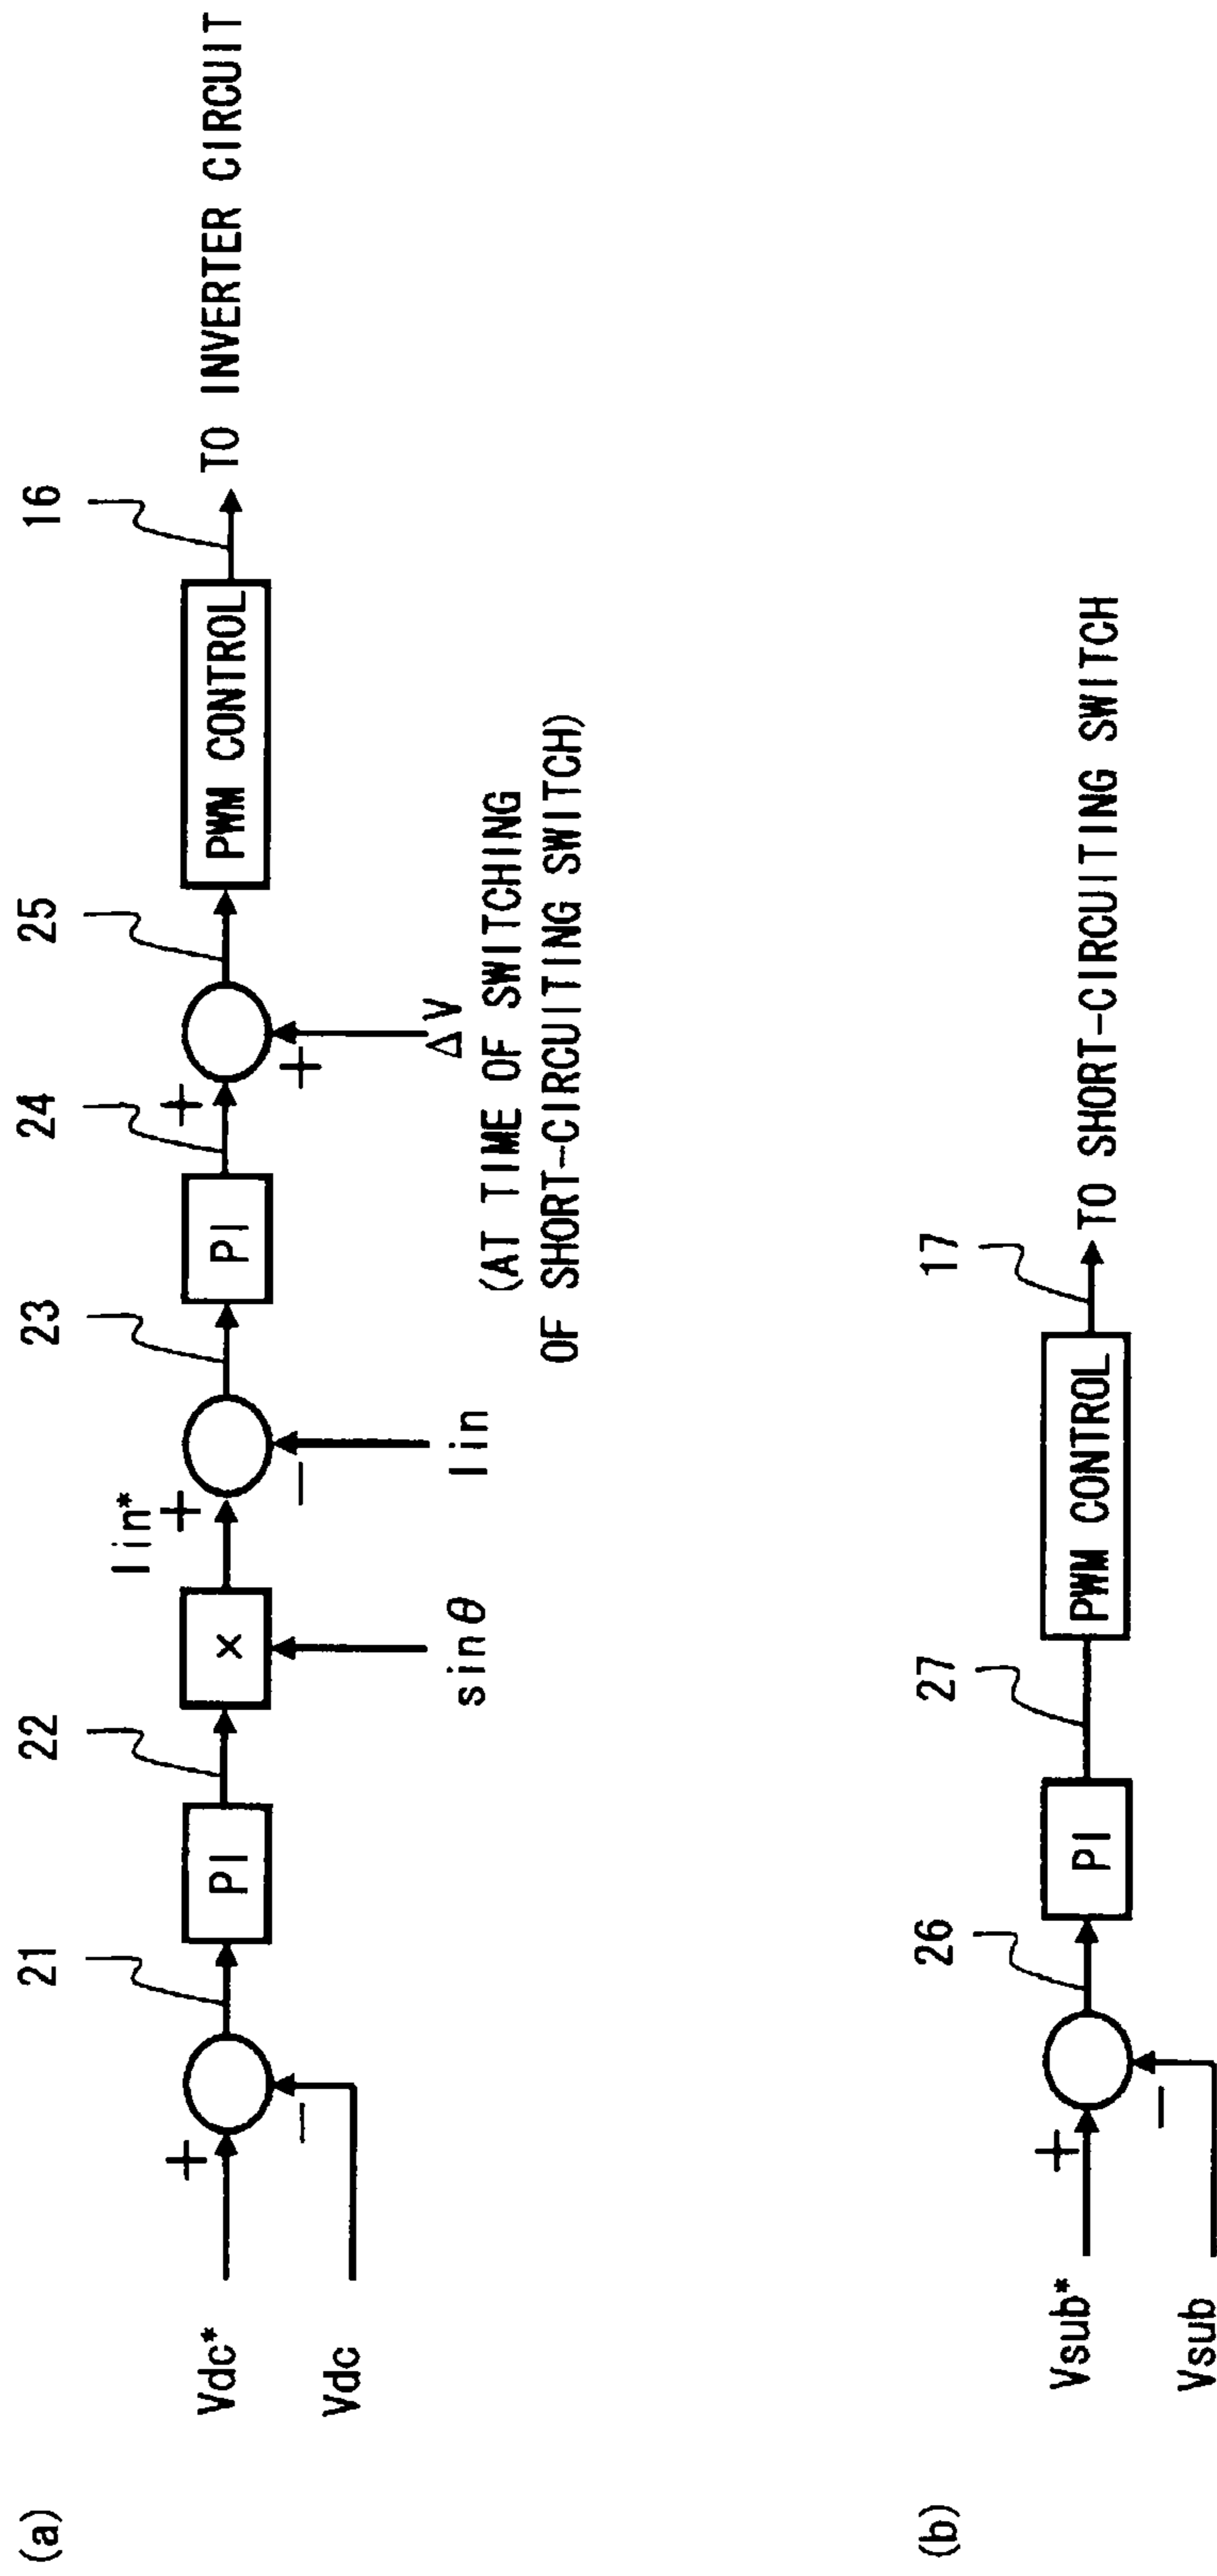 (a)
Vdc*
Vdc
+
−
21
PI
22
×
sinθ
Iin*
+
−
Iin
23
PI
24
+
+
ΔV
(AT TIME OF SWITCHING
OF SHORT-CIRCUITING SWITCH)
25
PWM CONTROL
16
TO INVERTER CIRCUIT
(b)
Vsub*
Vsub
+
−
26
PI
27
PWM CONTROL
17
TO SHORT-CIRCUITING SWITCH